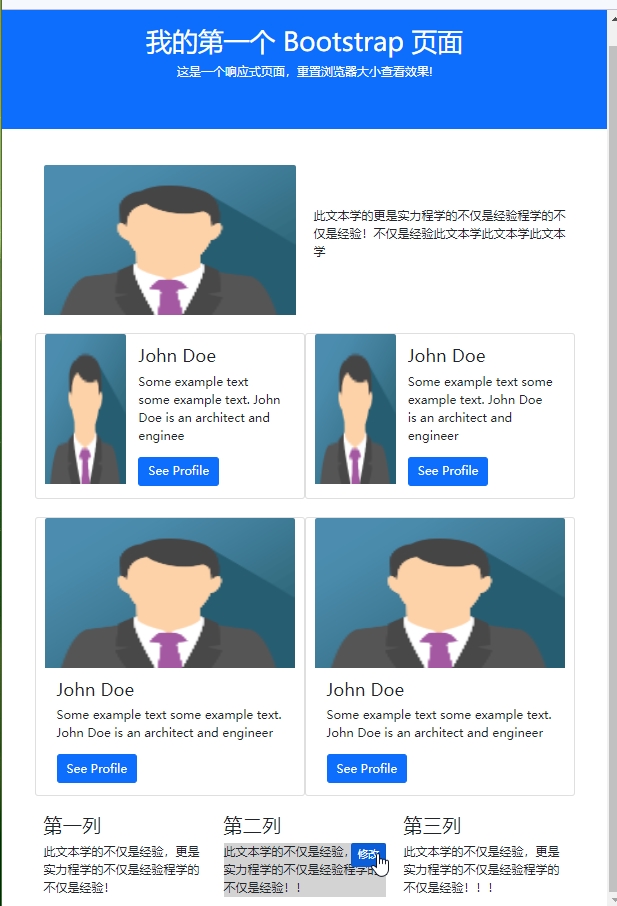 我的第一个 Bootstrap 页面
这是一个响应式页面，重置浏览器大小查看效果!
此文本学的更是实力程学的不仅是经验程学的不
仅是经验！不仅是经验此文本学此文本学此文本
学
John Doe
Some example text
some example text. John
Doe is an architect and
enginee
See Profile
John Doe
Some example text some
example text. John Doe
is an architect and
engineer
See Profile
John Doe
Some example text some example text.
John Doe is an architect and engineer
See Profile
John Doe
Some example text some example text.
John Doe is an architect and engineer
See Profile
第一列
此文本学的不仅是经验，更是
实力程学的不仅是经验程学的
不仅是经验！
第二列
此文本学的不仅是经验，
修改
实力程学的不仅是经验程学的
不仅是经验！！
第三列
此文本学的不仅是经验，更是
实力程学的不仅是经验程学的
不仅是经验！！！